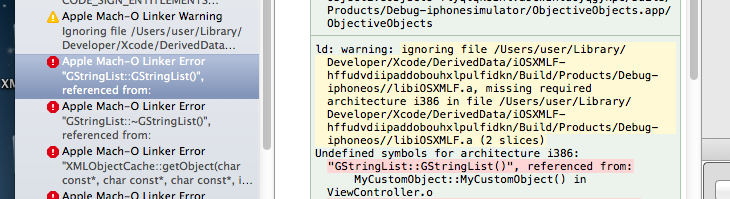 CODE_SIGN_ENTITLEMENTS...
Apple Mach-O Linker Warning
Ignoring file /Users/user/Library/
Developer/Xcode/DerivedData...
Apple Mach-O Linker Error
"GStringList::GStringList()",
referenced from:
Apple Mach-O Linker Error
"GStringList::~GStringList()",
referenced from:
Apple Mach-O Linker Error
"XMLObjectCache::getObject(char
const*, char const*, char const*, i...
Apple Mach-O Linker Error
XM
Products/Debug-iphonesimulator/ObjectiveObjects.app/
ObjectiveObjects
ld: warning: ignoring file /Users/user/Library/
Developer/Xcode/DerivedData/iOSXMLF-
hffudvdiipaddobouhxlpulfidkn/Build/Products/Debug-
iphoneos//libiOSXMLF.a, missing required
architecture i386 in file /Users/user/Library/
Developer/Xcode/DerivedData/iOSXMLF-
hffudvdiipaddobouhxlpulfidkn/Build/Products/Debug-
iphoneos//libiOSXMLF.a (2 slices)
Undefined symbols for architecture i386:
"GStringList::GStringList()", referenced from:
MyCustomObject::MyCustomObject() in
ViewController.o